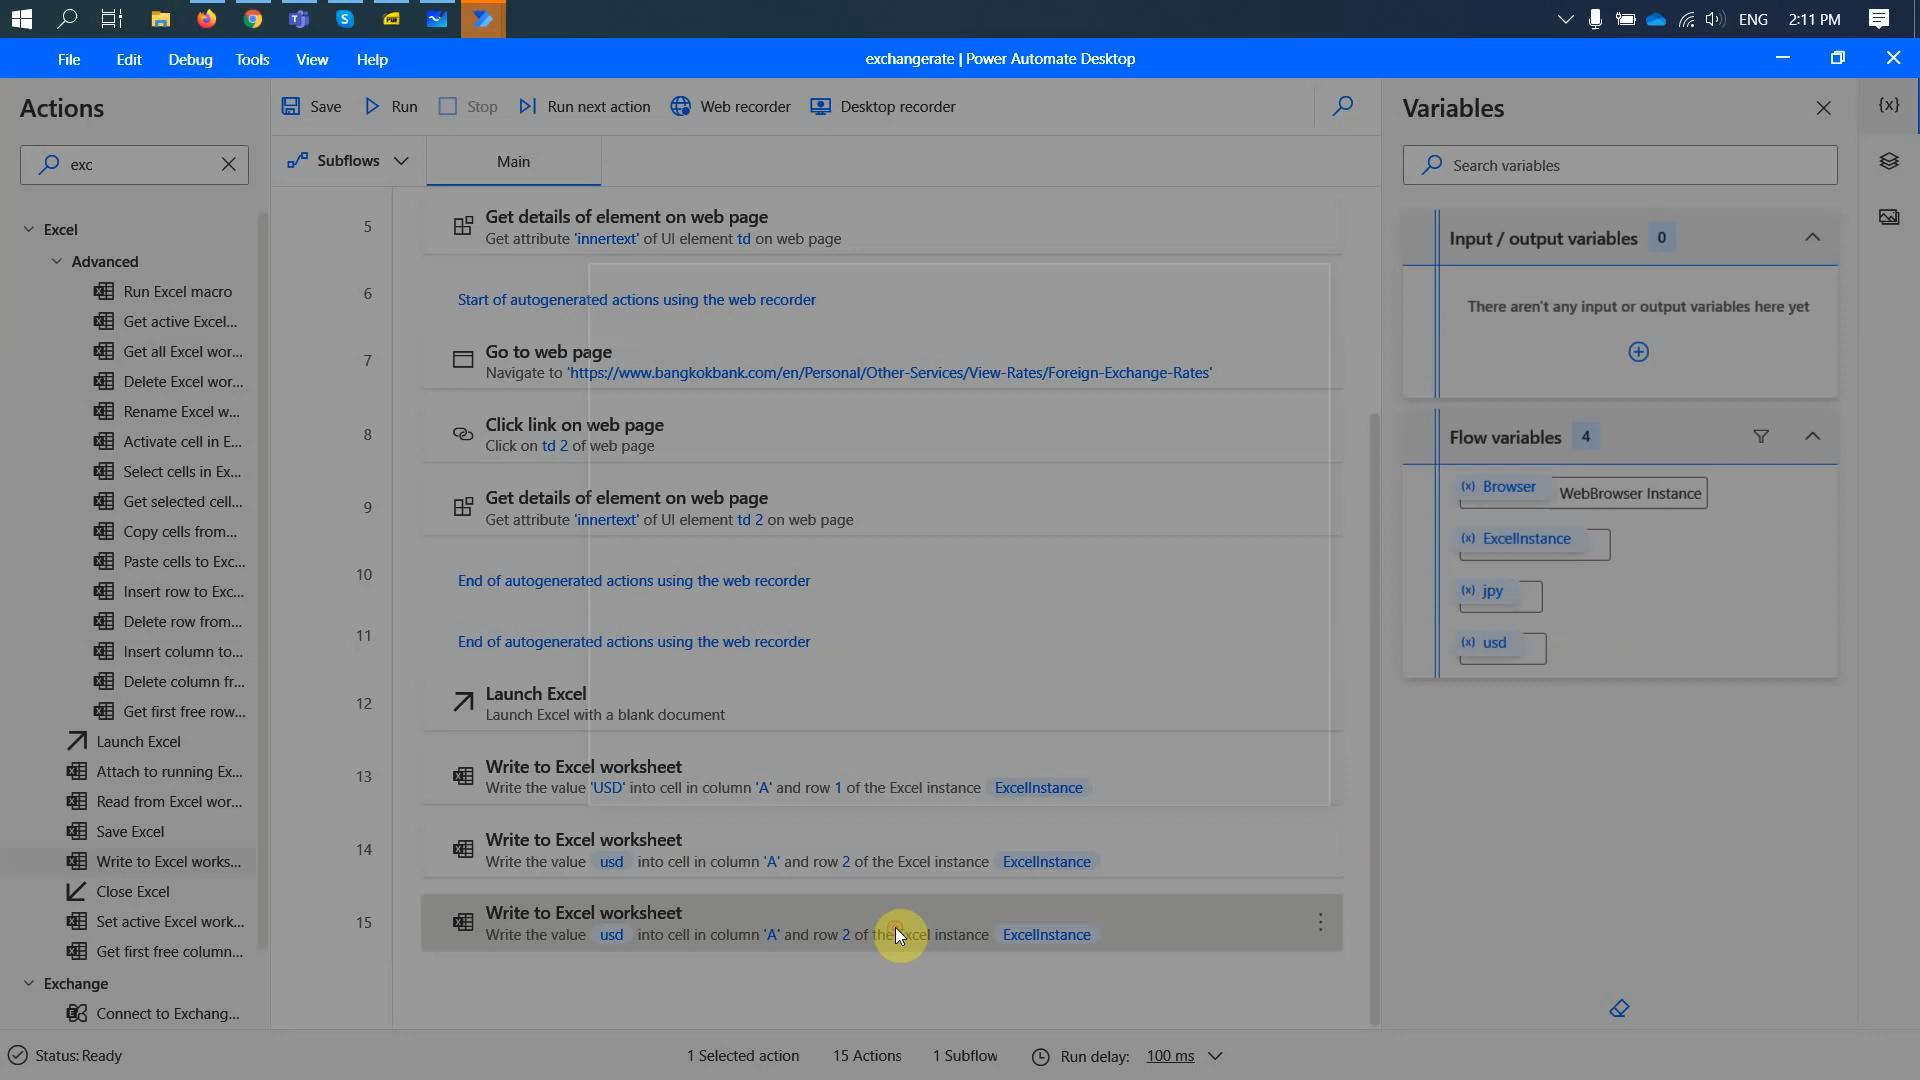 ENG
2:11 PM
File
Edit
Debug
Tools
View
Help
exchangerate | Power Automate Desktop
Actions
exc
Excel
Advanced
Run Excel macro
Get active Excel...
Get all Excel wor...
Delete Excel wor...
Rename Excel w...
Activate cell in E...
Select cells in Ex...
Get selected cell...
Copy cells from...
Paste cells to Exc...
Insert row to Exc...
Delete row from...
Insert column to...
Delete column fr...
Get first free row...
Launch Excel
Attach to running Ex...
Read from Excel wor...
Save Excel
Write to Excel works...
Close Excel
Set active Excel work...
Get first free column...
Exchange
Connect to Exchang...
Save
Run
Stop
Run next action
Web recorder
Desktop recorder
Subflows
Main
5
Get details of element on web page
Get attribute 'innertext' of UI element td on web page
6
Start of autogenerated actions using the web recorder
7
Go to web page
Navigate to 'https://www.bangkokbank.com/en/Personal/Other-Services/View-Rates/Foreign-Exchange-Rates'
8
Click link on web page
Click on td 2 of web page
9
Get details of element on web page
Get attribute 'innertext' of UI element td 2 on web page
10
End of autogenerated actions using the web recorder
11
End of autogenerated actions using the web recorder
12
Launch Excel
Launch Excel with a blank document
13
Write to Excel worksheet
Write the value 'USD' into cell in column 'A' and row 1 of the Excel instance ExcelInstance
14
Write to Excel worksheet
Write the value usd into cell in column 'A' and row 2 of the Excel instance ExcelInstance
15
Write to Excel worksheet
Write the value usd into cell in column 'A' and row 2 of the Excel instance ExcelInstance
Variables
{x}
Search variables
Input / output variables 0
There aren't any input or output variables here yet
Flow variables 4
(x) Browser WebBrowser Instance
(x) ExcelInstance
(x) jpy
(x) usd
Status: Ready
1 Selected action
15 Actions
1 Subflow
Run delay: 100 ms